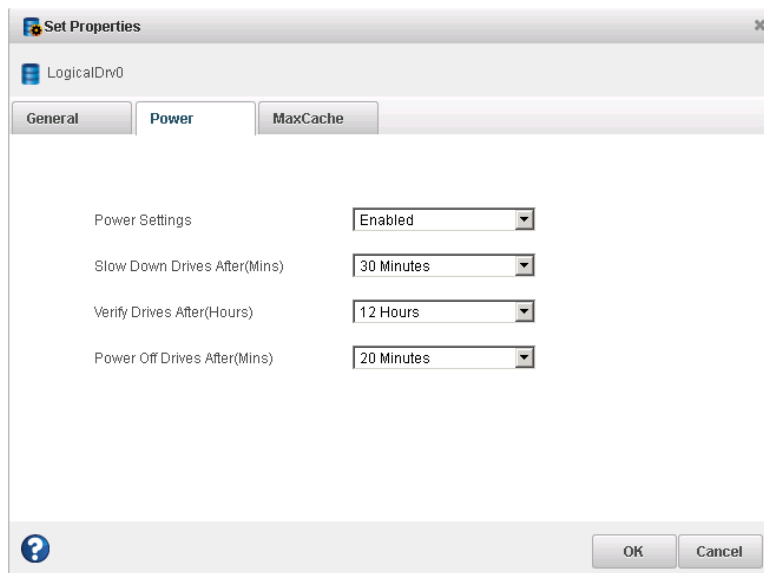 Set Properties
LogicalDrv0
General Power MaxCache
Power Settings Enabled
Slow Down Drives After(Mins) 30 Minutes
Verify Drives After(Hours) 12 Hours
Power Off Drives After(Mins) 20 Minutes
? OK Cancel